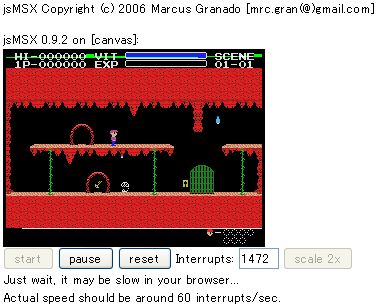 jsMSX Copyright (c) 2006 Marcus Granado [mrc.gran(@)gmail.com]
jsMSX 0.9.2 on [canvas]:
HI-000000 VIT SCENE
1P-000000 EXP 01-01
start pause reset Interrupts: 1472 scale 2x
Just wait, it may be slow in your browser...
Actual speed should be around 60 interrupts/sec.